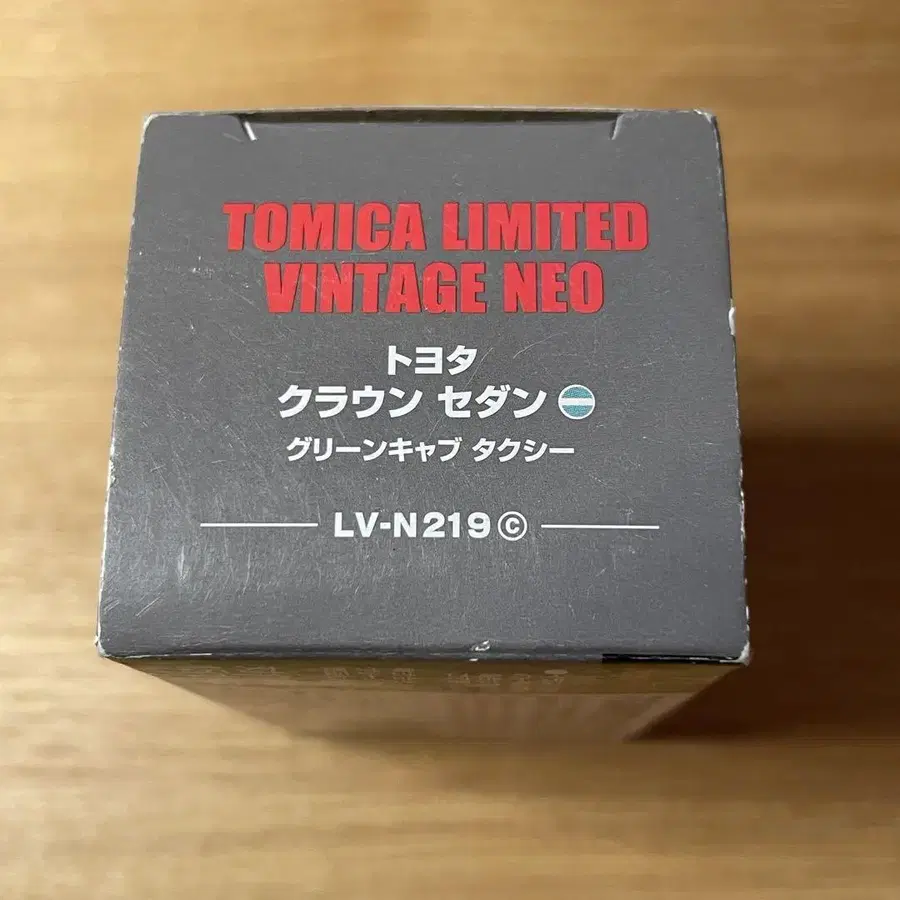 TOMICA LIMITED
VINTAGE NEO
トヨタ
クラウン セダン
グリーンキャブ タクシー
LV-N219ⓒ